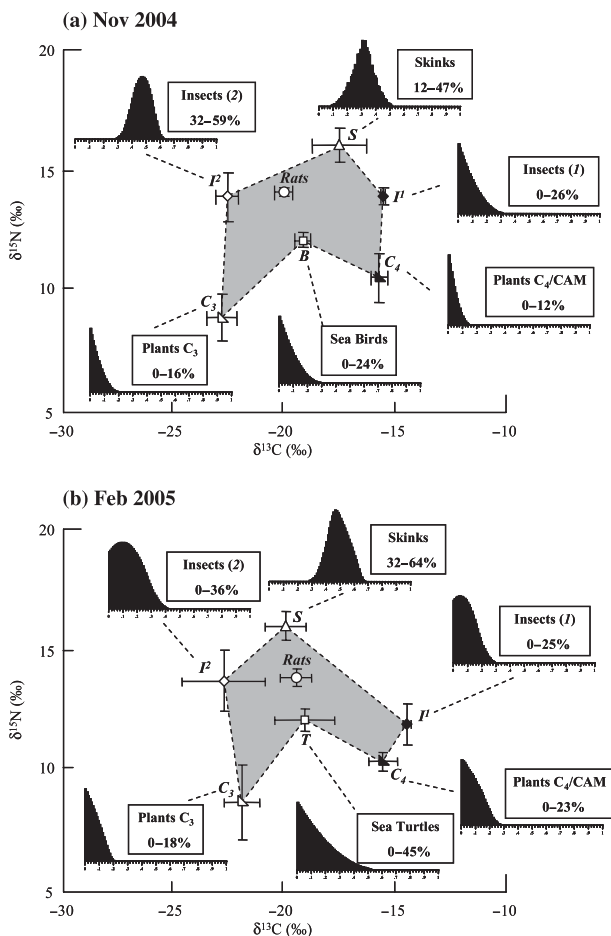 (a) Nov 2004
20
15
10
5
δ15N (‰)
−30
−25
−20
−15
−10
δ13C (‰)
Insects (2)
32–59%
Skinks
12–47%
Insects (1)
0–26%
Plants C4/CAM
0–12%
Sea Birds
0–24%
Plants C3
0–16%
I2
S
Rats
I1
B
C4
C3
(b) Feb 2005
20
15
10
5
δ15N (‰)
−30
−25
−20
−15
−10
δ13C (‰)
Insects (2)
0–36%
Skinks
32–64%
Insects (1)
0–25%
Plants C4/CAM
0–23%
Sea Turtles
0–45%
Plants C3
0–18%
I2
S
Rats
I1
T
C4
C3